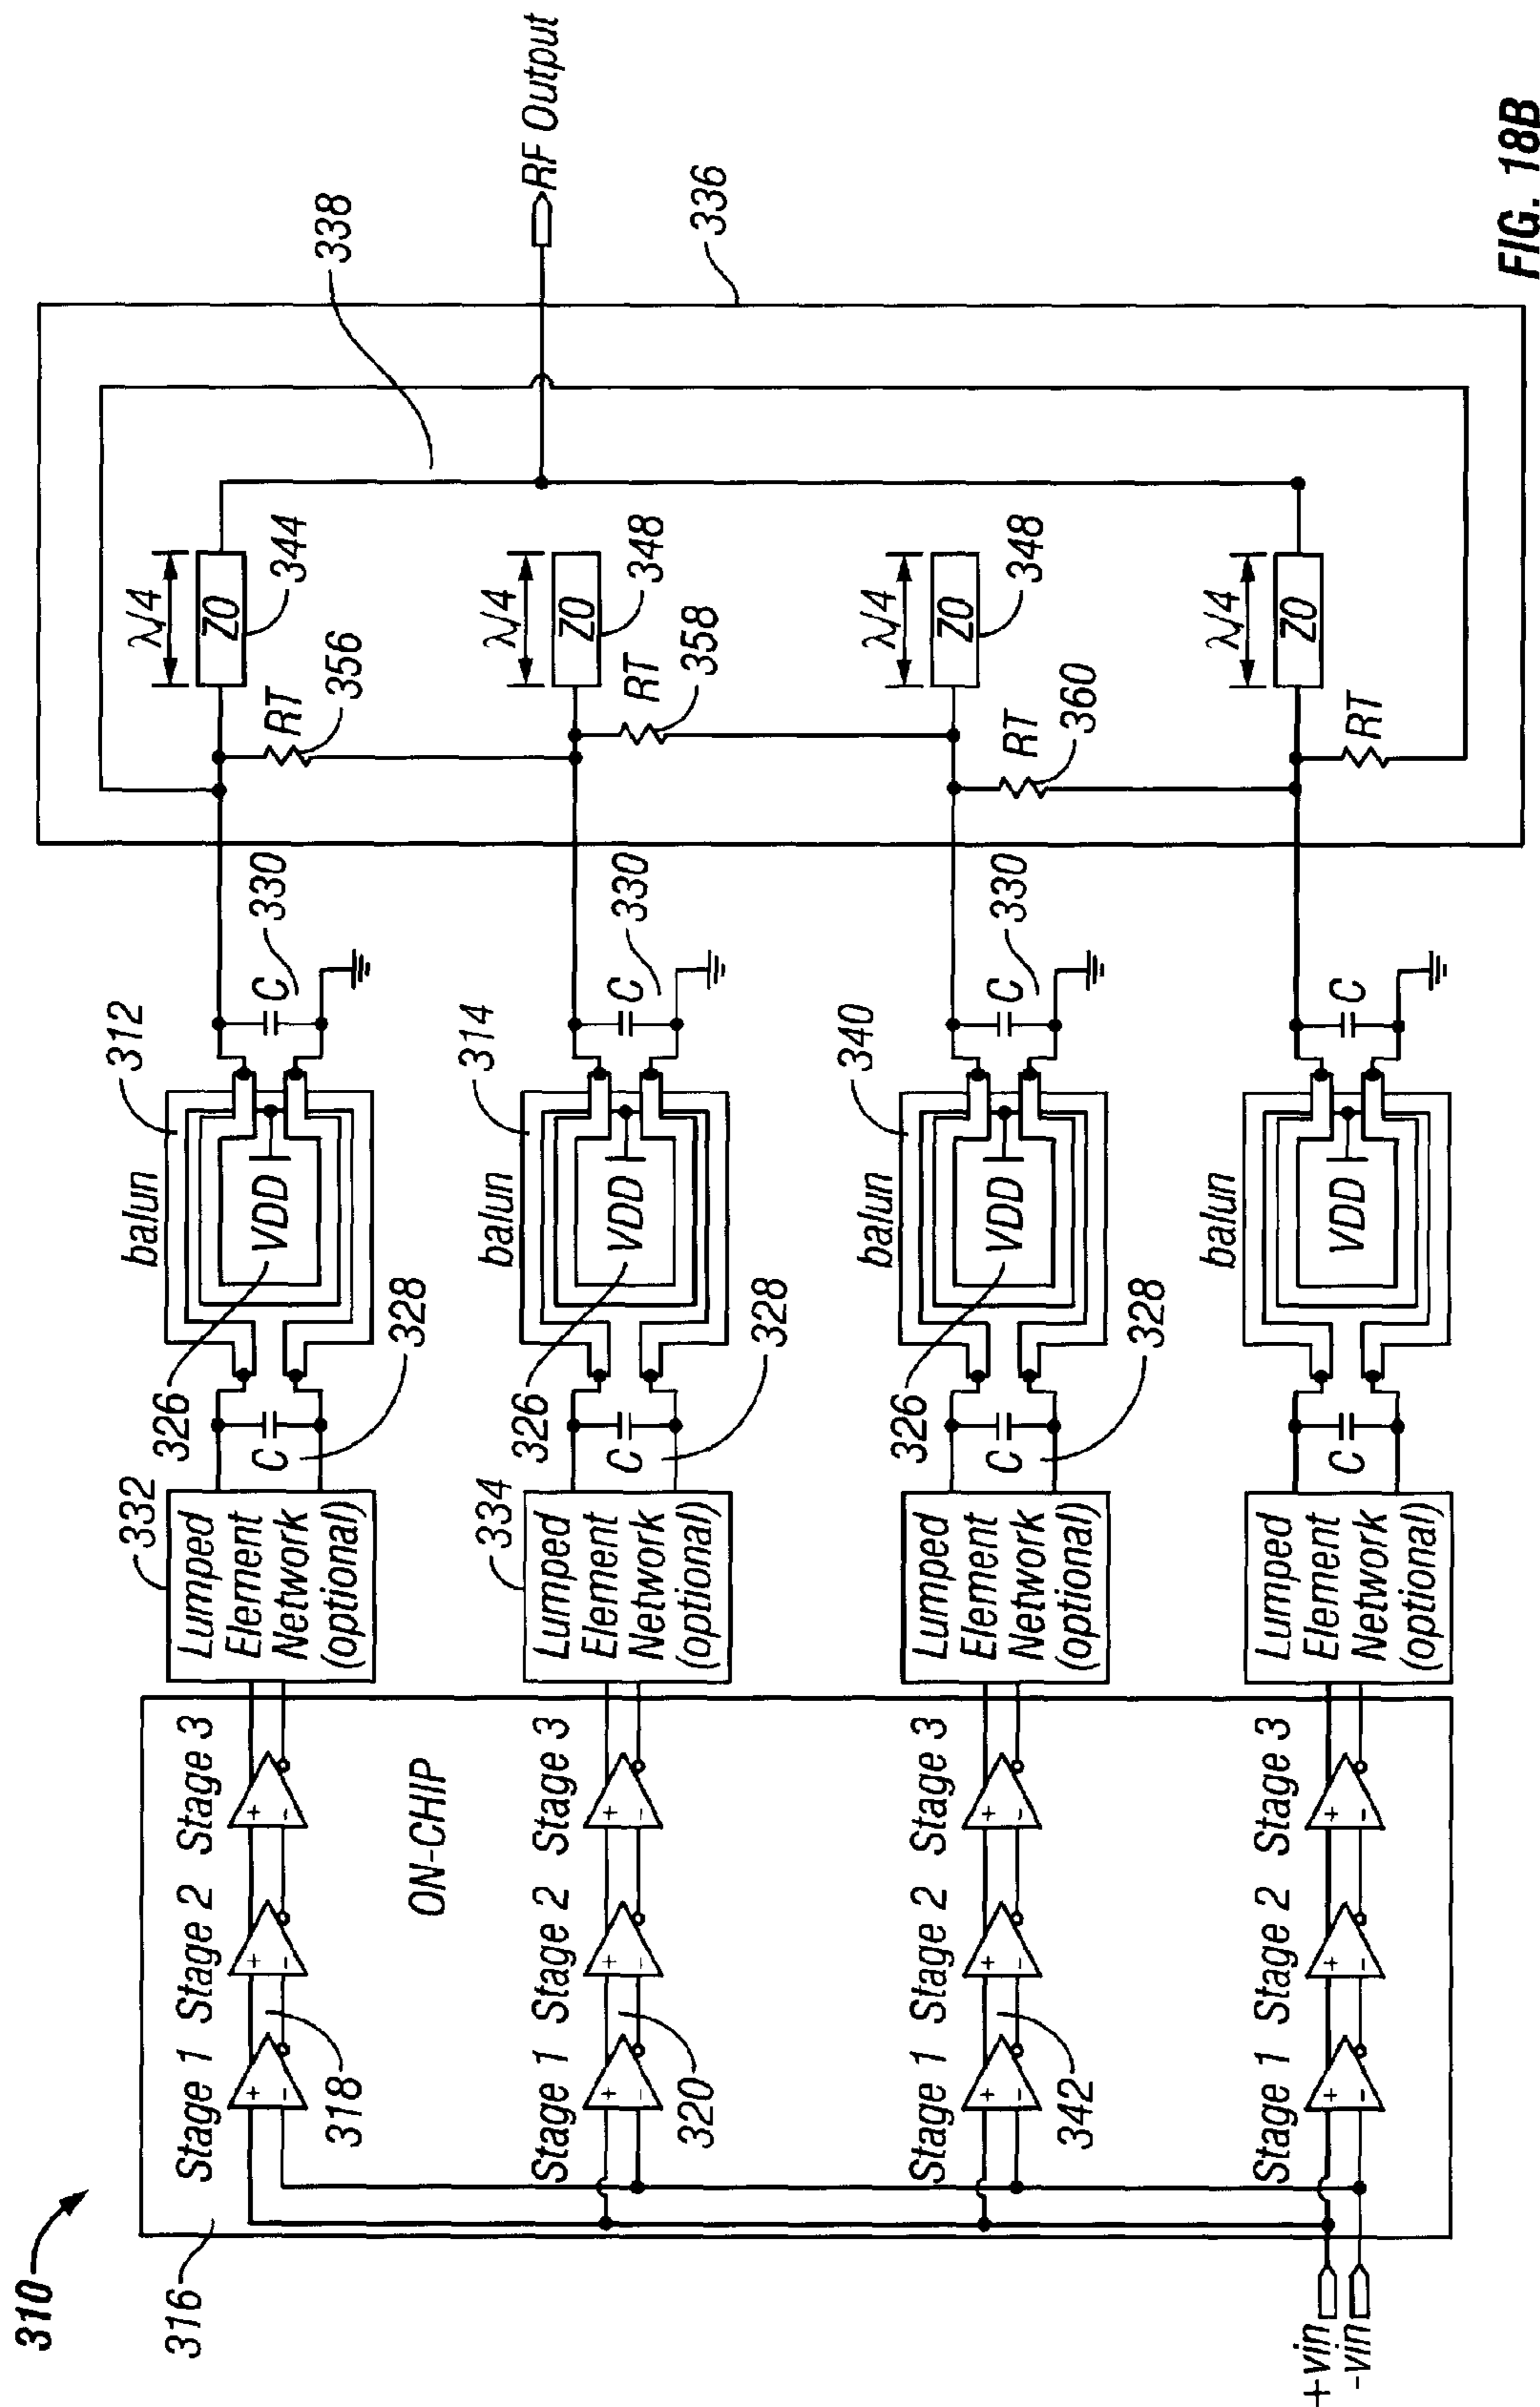 310
316
+vin
-vin
ON-CHIP
Stage 1 Stage 2 Stage 3
+
-
+
-
+
-
318
332
Lumped
Element
Network
(optional)
C
328
326
balun
312
VDD
C
330
λ/4
ZO
344
RT
356
338
RF Output
336
Stage 1 Stage 2 Stage 3
+
-
+
-
+
-
320
334
Lumped
Element
Network
(optional)
C
328
326
balun
314
VDD
C
330
λ/4
ZO
348
RT
358
Stage 1 Stage 2 Stage 3
+
-
+
-
+
-
342
Lumped
Element
Network
(optional)
C
328
326
balun
340
VDD
C
330
λ/4
ZO
348
RT
360
Stage 1 Stage 2 Stage 3
+
-
+
-
+
-
Lumped
Element
Network
(optional)
C
balun
VDD
C
λ/4
ZO
RT
FIG. 18B